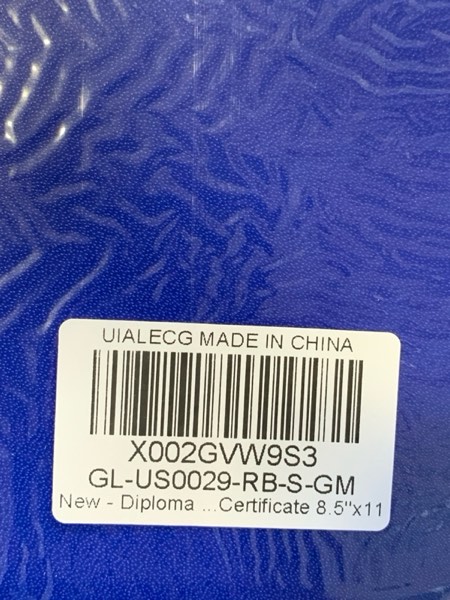 UIALECG MADE IN CHINA
X002GVW9S3
GL-US0029-RB-S-GM
New - Diploma ...Certificate 8.5"x11